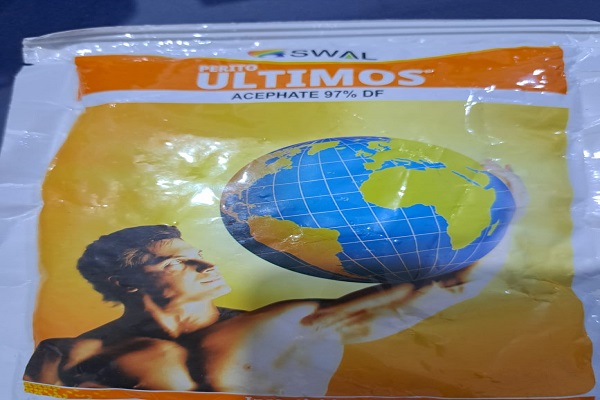 SWAL
PERITO
ULTIMOS
ACEPHATE 97% DF